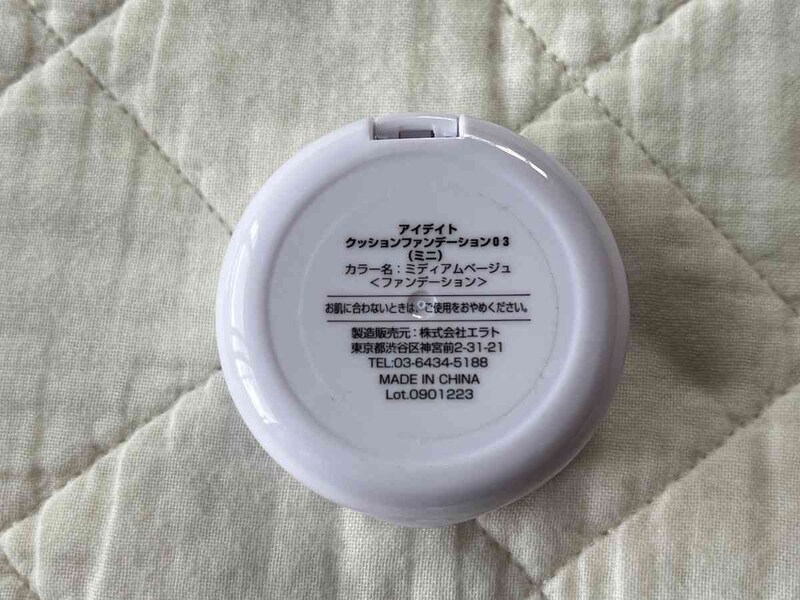 アイデイト
クッションファンデーション03
(ミニ)
カラー名：ミディアムベージュ
<ファンデーション>
お肌に合わないときは、ご使用をおやめください。
製造販売元：株式会社エラト
東京都渋谷区神宮前2-31-21
TEL:03-6434-5188
MADE IN CHINA
Lot.0901223